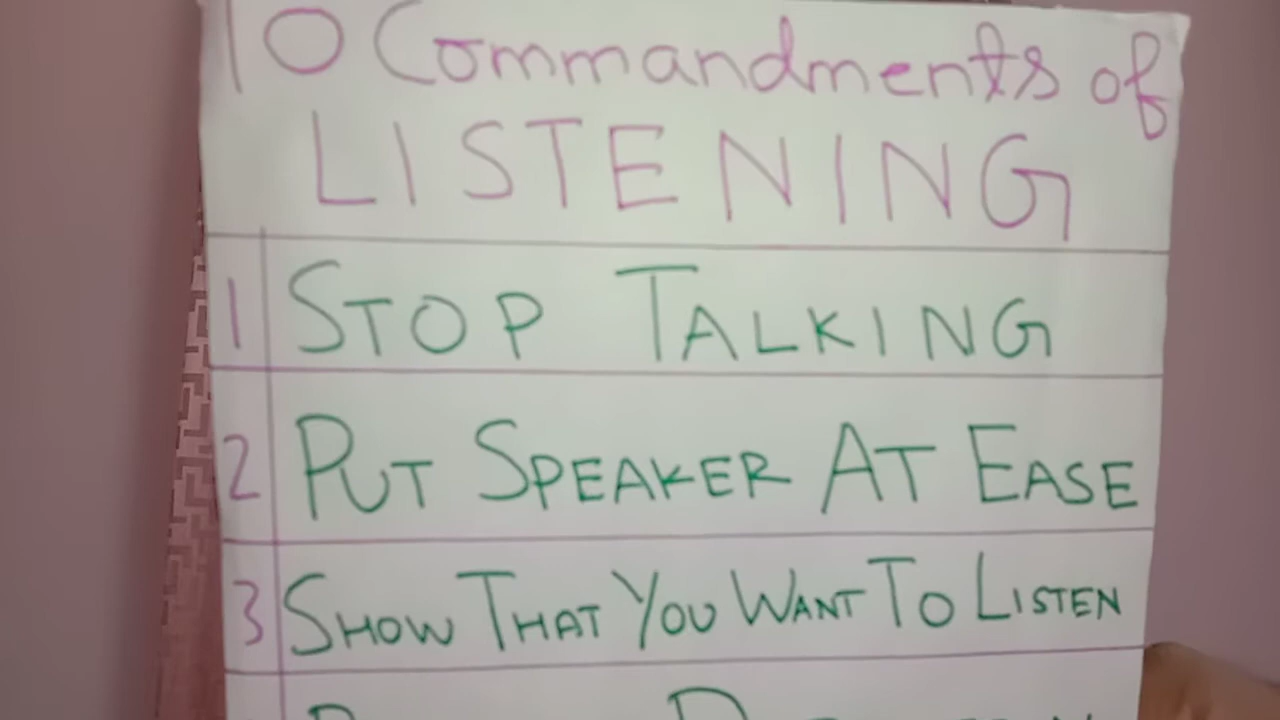 10 Commandments of
LISTENING
1 STOP TALKING
2 PUT SPEAKER AT EASE
3 SHOW THAT YOU WANT TO LISTEN